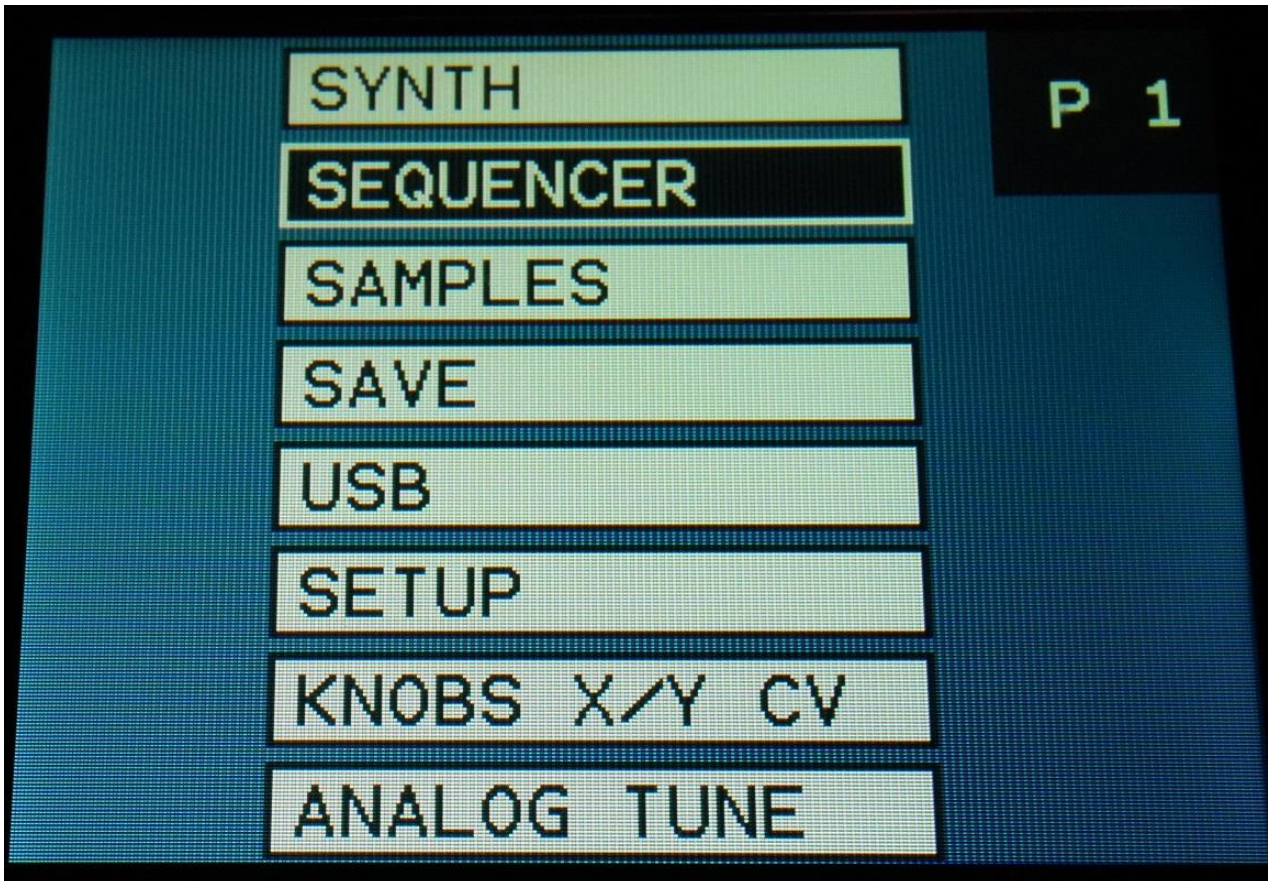 SYNTH
P 1
SEQUENCER
SAMPLES
SAVE
USB
SETUP
KNOBS X/Y CV
ANALOG TUNE